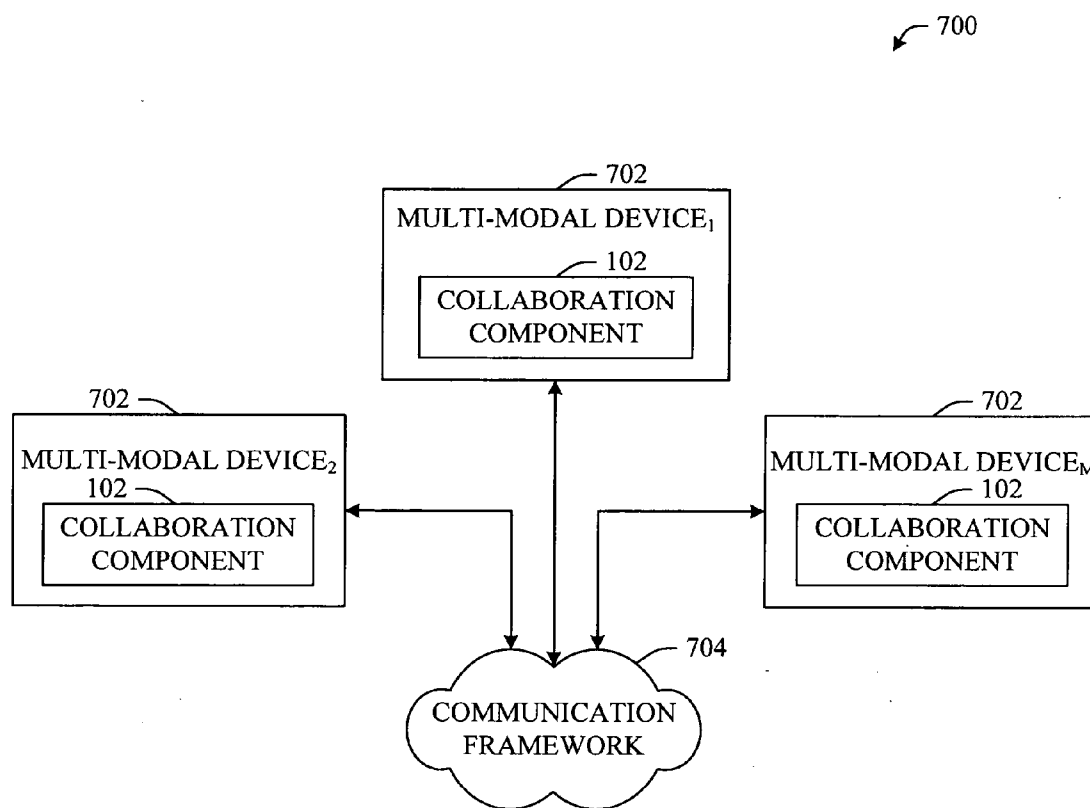 700
702
MULTI-MODAL DEVICE₁
102
COLLABORATION
COMPONENT
702
MULTI-MODAL DEVICE₂
102
COLLABORATION
COMPONENT
702
MULTI-MODAL DEVICE_M
102
COLLABORATION
COMPONENT
704
COMMUNICATION
FRAMEWORK